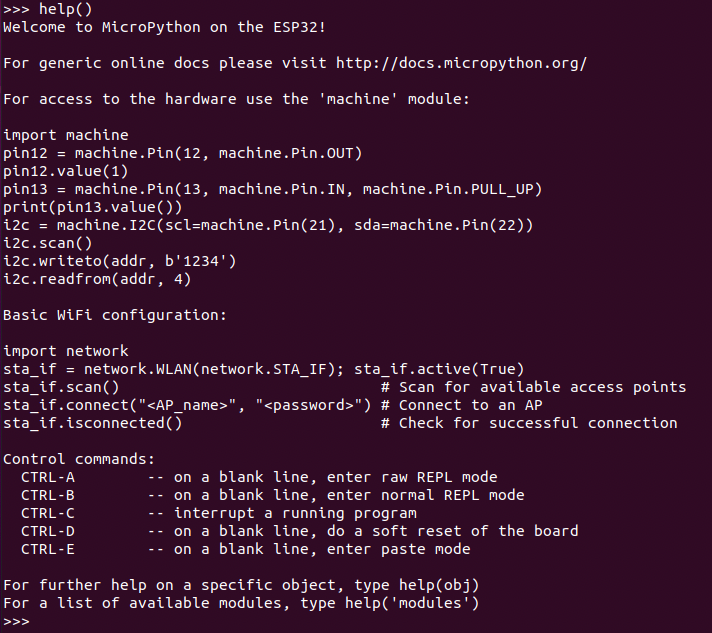 >>> help()
Welcome to MicroPython on the ESP32!
For generic online docs please visit http://docs.micropython.org/
For access to the hardware use the 'machine' module:
import machine
pin12 = machine.Pin(12, machine.Pin.OUT)
pin12.value(1)
pin13 = machine.Pin(13, machine.Pin.IN, machine.Pin.PULL_UP)
print(pin13.value())
i2c = machine.I2C(scl=machine.Pin(21), sda=machine.Pin(22))
i2c.scan()
i2c.writeto(addr, b'1234')
i2c.readfrom(addr, 4)
Basic WiFi configuration:
import network
sta_if = network.WLAN(network.STA_IF); sta_if.active(True)
sta_if.scan()                             # Scan for available access points
sta_if.connect("<AP_name>", "<password>") # Connect to an AP
sta_if.isconnected()                      # Check for successful connection
Control commands:
  CTRL-A        -- on a blank line, enter raw REPL mode
  CTRL-B        -- on a blank line, enter normal REPL mode
  CTRL-C        -- interrupt a running program
  CTRL-D        -- on a blank line, do a soft reset of the board
  CTRL-E        -- on a blank line, enter paste mode
For further help on a specific object, type help(obj)
For a list of available modules, type help('modules')
>>>